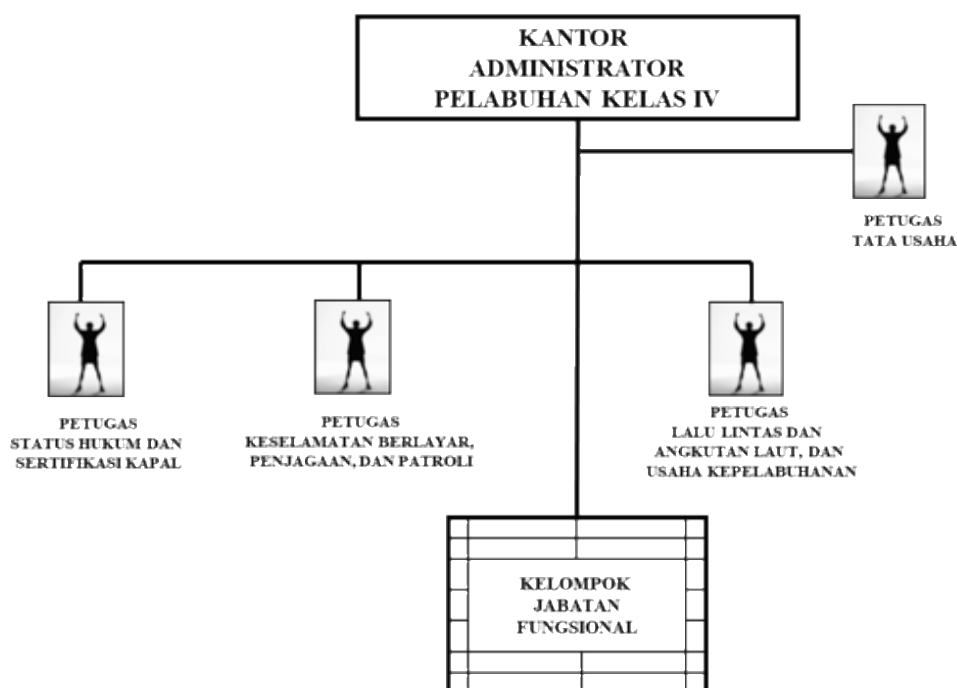 KANTOR
ADMINISTRATOR
PELABUHAN KELAS IV
PETUGAS
TATA USAHA
PETUGAS
STATUS HUKUM DAN
SERTIFIKASI KAPAL
PETUGAS
KESELAMATAN BERLAYAR,
PENJAGAAN, DAN PATROLI
PETUGAS
LALU LINTAS DAN
ANGKUTAN LAUT, DAN
USAHA KEPELABUHANAN
KELOMPOK
JABATAN
FUNGSIONAL